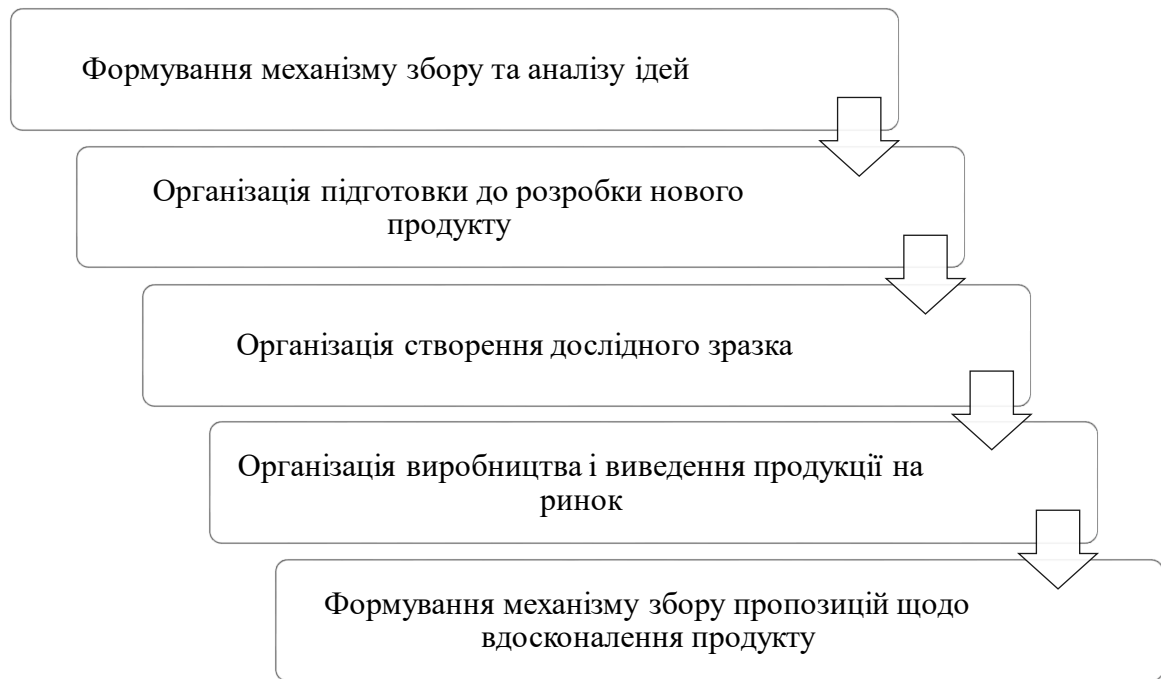 Формування механізму збору та аналізу ідей
Організація підготовки до розробки нового
продукту
Організація створення дослідного зразка
Організація виробництва і виведення продукції на
ринок
Формування механізму збору пропозицій щодо
вдосконалення продукту